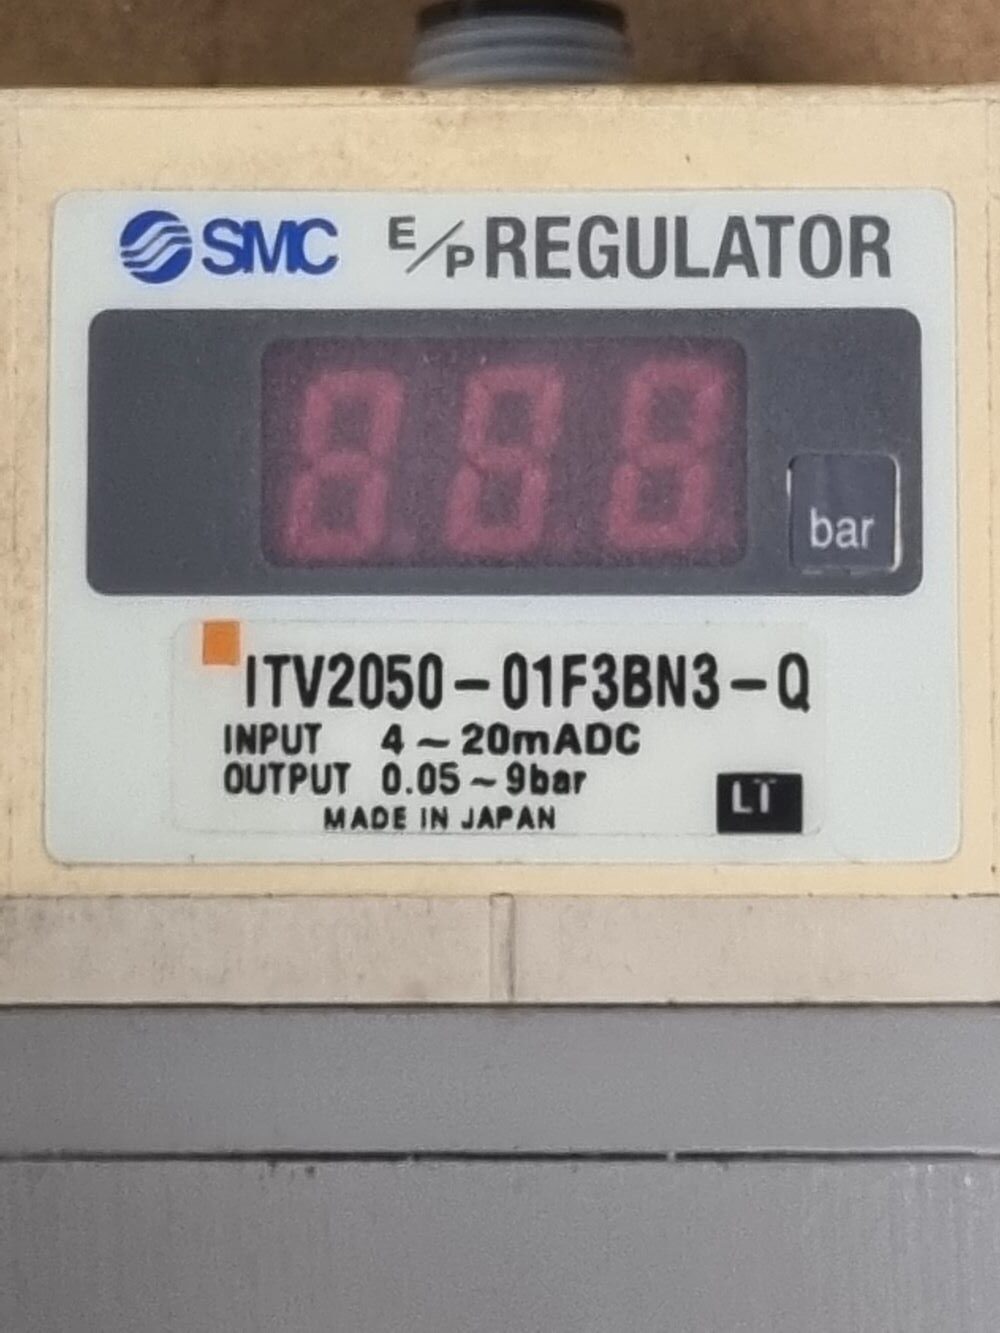 SMC E/P REGULATOR
888
bar
ITV2050-01F3BN3-Q
INPUT 4~20mADC
OUTPUT 0.05~9bar
MADE IN JAPAN
LT